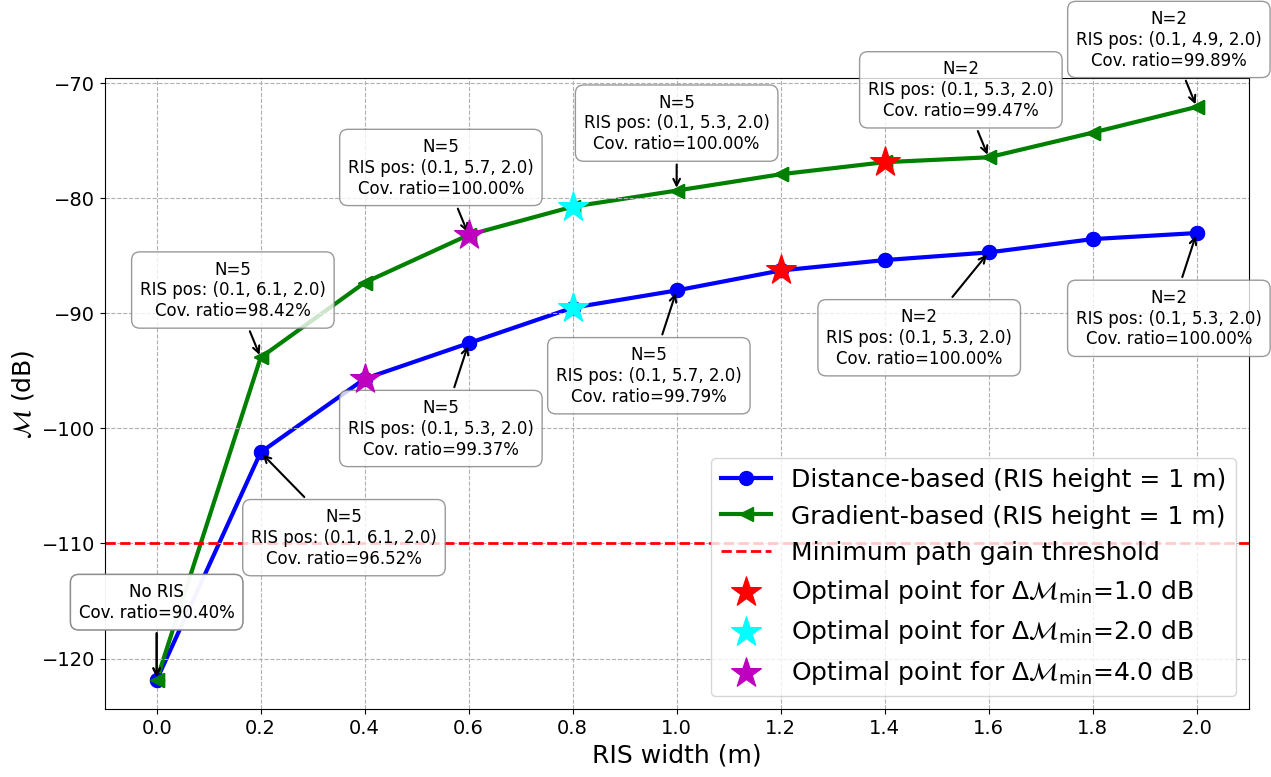 N=2
RIS pos: (0.1, 4.9, 2.0)
Cov. ratio=99.89%
N=2
RIS pos: (0.1, 5.3, 2.0)
Cov. ratio=99.47%
N=5
RIS pos: (0.1, 5.3, 2.0)
Cov. ratio=100.00%
N=5
RIS pos: (0.1, 5.7, 2.0)
Cov. ratio=100.00%
N=5
RIS pos: (0.1, 6.1, 2.0)
Cov. ratio=98.42%
N=2
RIS pos: (0.1, 5.3, 2.0)
Cov. ratio=100.00%
N=2
RIS pos: (0.1, 5.3, 2.0)
Cov. ratio=100.00%
N=5
RIS pos: (0.1, 5.7, 2.0)
Cov. ratio=99.79%
N=5
RIS pos: (0.1, 5.3, 2.0)
Cov. ratio=99.37%
N=5
RIS pos: (0.1, 6.1, 2.0)
Cov. ratio=96.52%
No RIS
Cov. ratio=90.40%
−70
−80
−90
−100
−110
−120
ℳ (dB)
Distance-based (RIS height = 1 m)
Gradient-based (RIS height = 1 m)
Minimum path gain threshold
Optimal point for Δℳmin=1.0 dB
Optimal point for Δℳmin=2.0 dB
Optimal point for Δℳmin=4.0 dB
0.0 0.2 0.4 0.6 0.8 1.0 1.2 1.4 1.6 1.8 2.0
RIS width (m)